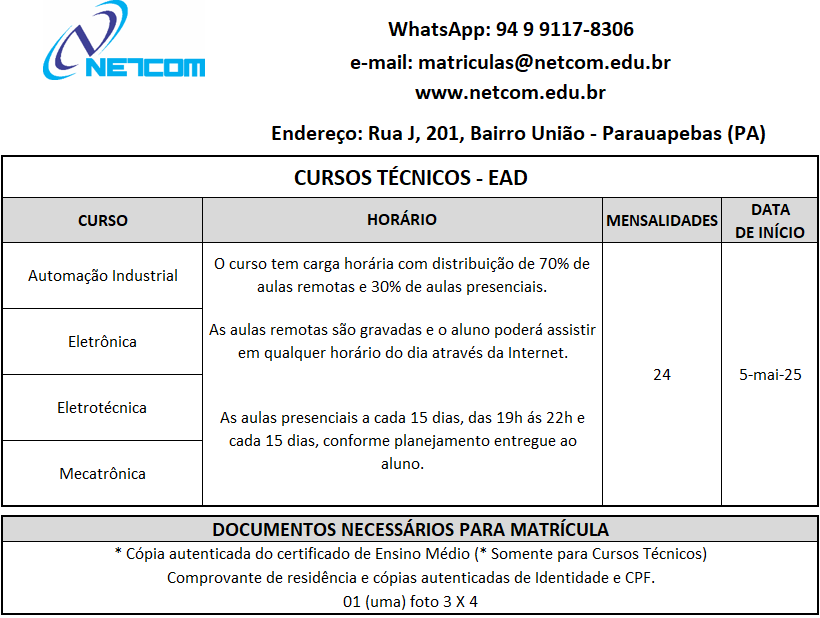 NETCOM
WhatsApp: 94 9 9117-8306
e-mail: matriculas@netcom.edu.br
www.netcom.edu.br
Endereço: Rua J, 201, Bairro União - Parauapebas (PA)
CURSOS TÉCNICOS - EAD
CURSO
HORÁRIO
MENSALIDADES
DATA
DE INÍCIO
Automação Industrial
Eletrônica
Eletrotécnica
Mecatrônica
O curso tem carga horária com distribuição de 70% de
aulas remotas e 30% de aulas presenciais.
As aulas remotas são gravadas e o aluno poderá assistir
em qualquer horário do dia através da Internet.
As aulas presenciais a cada 15 dias, das 19h ás 22h e
cada 15 dias, conforme planejamento entregue ao
aluno.
24
5-mai-25
DOCUMENTOS NECESSÁRIOS PARA MATRÍCULA
* Cópia autenticada do certificado de Ensino Médio (* Somente para Cursos Técnicos)
Comprovante de residência e cópias autenticadas de Identidade e CPF.
01 (uma) foto 3 X 4